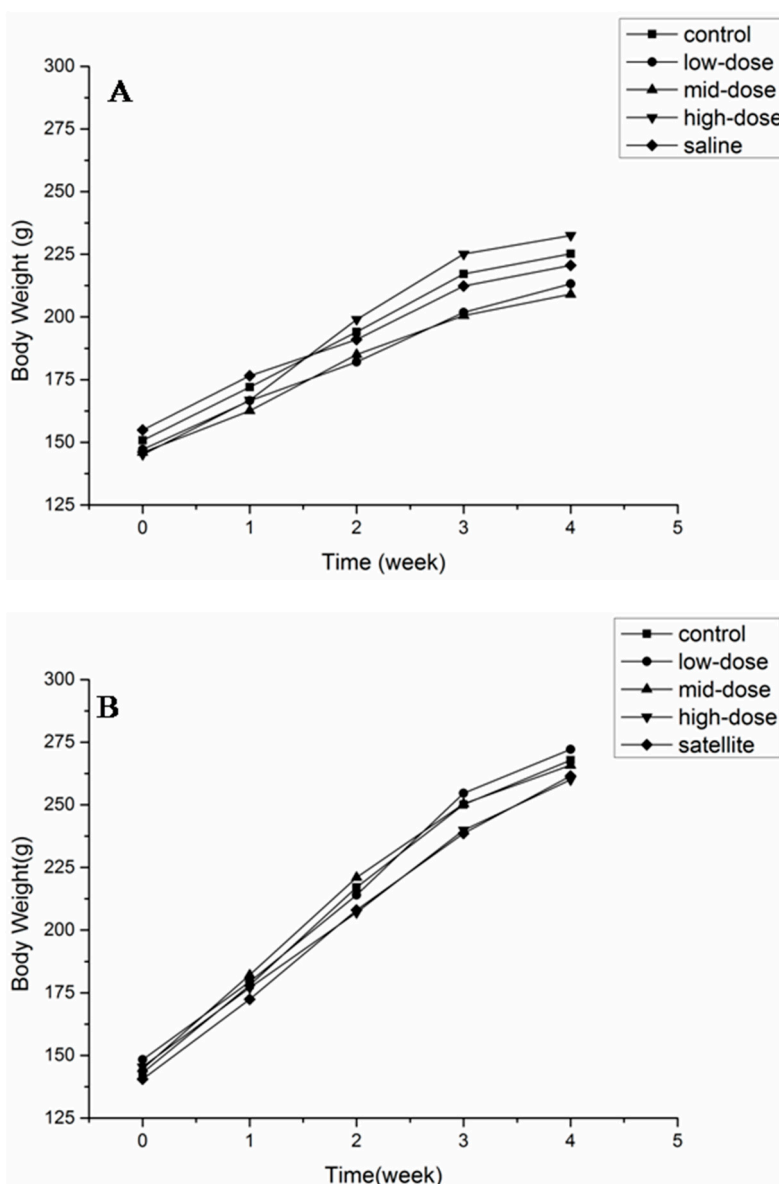 control
low-dose
mid-dose
high-dose
saline
A
300
275
250
225
200
175
150
125
Body Weight (g)
0 1 2 3 4 5
Time (week)
control
low-dose
mid-dose
high-dose
satellite
B
300
275
250
225
200
175
150
125
Body Weight(g)
0 1 2 3 4 5
Time(week)